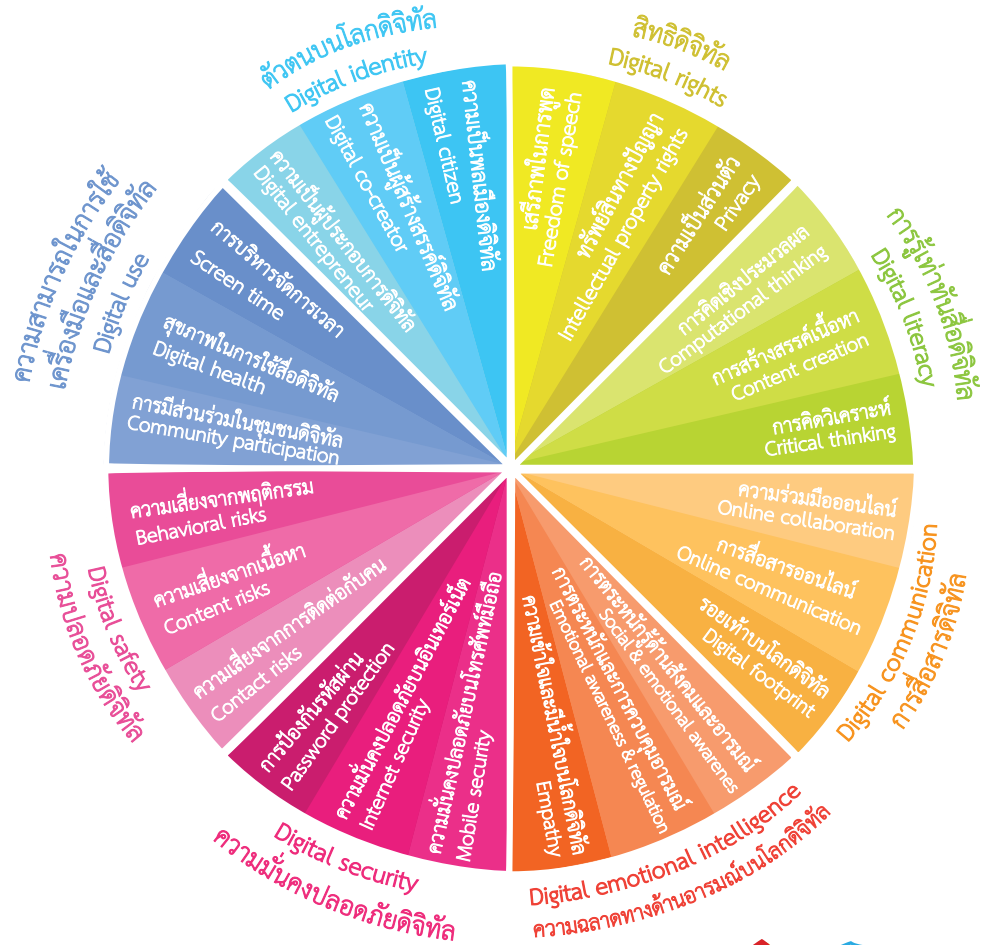 ตัวตนบนโลกดิจิทัล
Digital identity
ความเป็นพลเมืองดิจิทัล
Digital citizen
ความเป็นผู้สร้างสรรค์ดิจิทัล
Digital co-creator
ความเป็นผู้ประกอบการดิจิทัล
Digital entrepreneur
สิทธิดิจิทัล
Digital rights
เสรีภาพในการพูด
Freedom of speech
ทรัพย์สินทางปัญญา
Intellectual property rights
ความเป็นส่วนตัว
Privacy
การรู้เท่าทันสื่อดิจิทัล
Digital literacy
การคิดเชิงประมวลผล
Computational thinking
การสร้างสรรค์เนื้อหา
Content creation
การคิดวิเคราะห์
Critical thinking
ความร่วมมือออนไลน์
Online collaboration
การสื่อสารออนไลน์
Online communication
รอยเท้าบนโลกดิจิทัล
Digital footprint
Digital communication
การสื่อสารดิจิทัล
การตระหนักรู้ด้านสังคมและอารมณ์
Social & emotional awarenes
การตระหนักและการควบคุมอารมณ์
Emotional awareness & regulation
ความเข้าใจและมีน้ำใจบนโลกดิจิทัล
Empathy
Digital emotional intelligence
ความฉลาดทางด้านอารมณ์บนโลกดิจิทัล
ความมั่นคงปลอดภัยบนโทรศัพท์มือถือ
Mobile security
ความมั่นคงปลอดภัยบนอินเทอร์เน็ต
Internet security
การป้องกันรหัสผ่าน
Password protection
Digital security
ความมั่นคงปลอดภัยดิจิทัล
ความเสี่ยงจากการติดต่อกับคน
Contact risks
ความเสี่ยงจากเนื้อหา
Content risks
ความเสี่ยงจากพฤติกรรม
Behavioral risks
Digital safety
ความปลอดภัยดิจิทัล
การมีส่วนร่วมในชุมชนดิจิทัล
Community participation
สุขภาพในการใช้สื่อดิจิทัล
Digital health
การบริหารจัดการเวลา
Screen time
ความสามารถในการใช้
เครื่องมือและสื่อดิจิทัล
Digital use